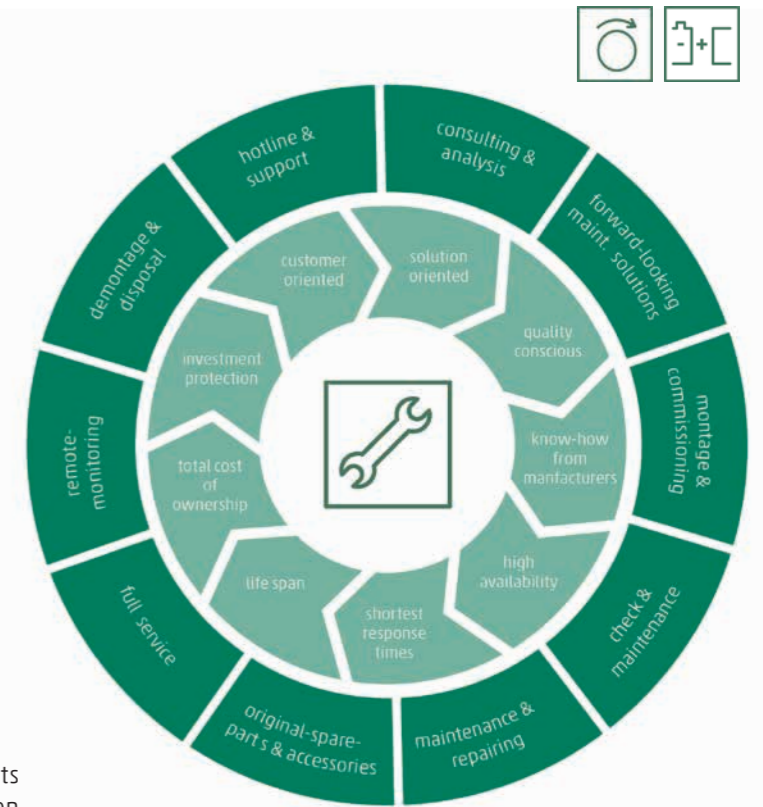 hotline &
support
consulting &
analysis
forward-looking
maint. solutions
montage &
commissioning
check &
maintenance
maintenance &
repairing
original-spare-
parts & accessories
full service
remote-
monitoring
demontage &
disposal
customer
oriented
solution
oriented
quality
conscious
know-how
from
manfacturers
high
availability
shortest
response
times
life span
total cost
of
ownership
investment
protection
ts